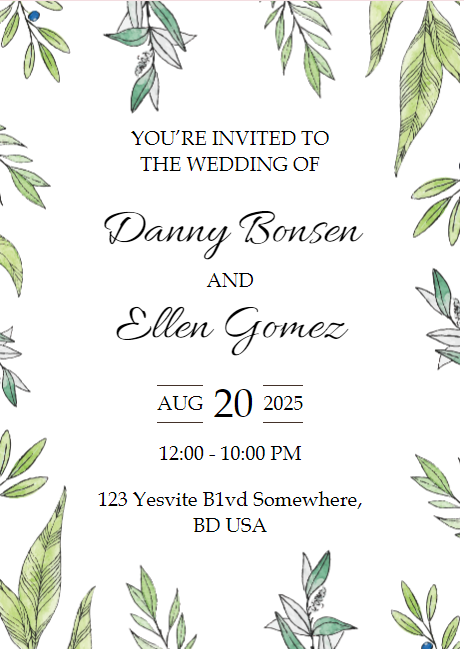 YOU’RE INVITED TO
THE WEDDING OF
Danny Bonsen
AND
Ellen Gomez
AUG 20 2025
12:00 - 10:00 PM
123 Yesvite B1vd Somewhere,
BD USA